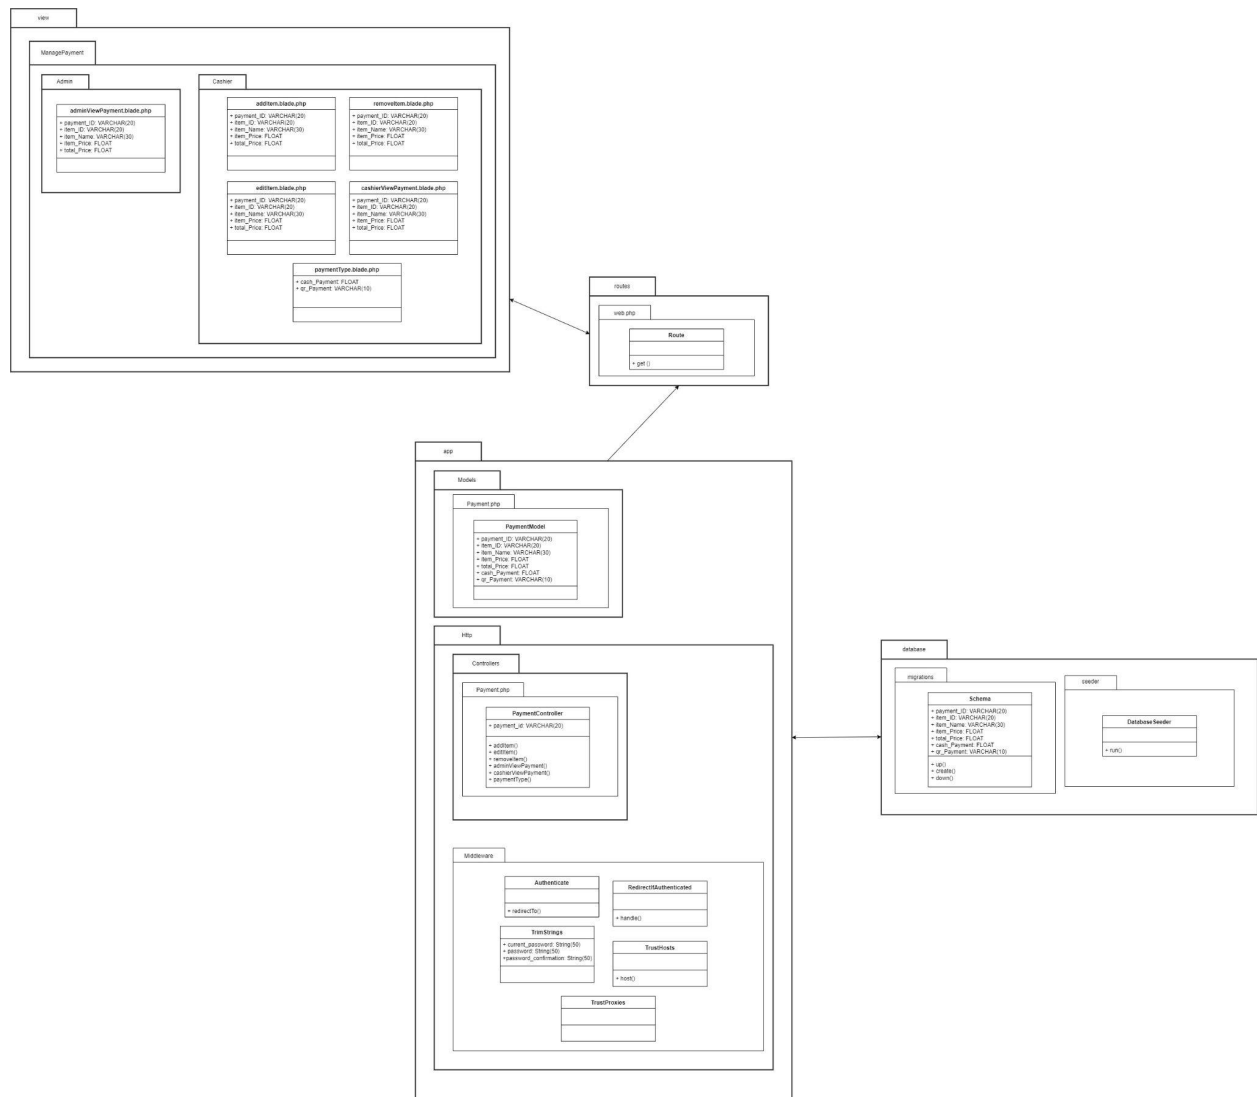 view
ManagePayment
Admin
adminViewPayment.blade.php
+ payment_ID: VARCHAR(20)
+ item_ID: VARCHAR(20)
+ item_Name: VARCHAR(30)
+ item_Price: FLOAT
+ total_Price: FLOAT
Cashier
addItem.blade.php
+ payment_ID: VARCHAR(20)
+ item_ID: VARCHAR(20)
+ item_Name: VARCHAR(30)
+ item_Price: FLOAT
+ total_Price: FLOAT
removeItem.blade.php
+ payment_ID: VARCHAR(20)
+ item_ID: VARCHAR(20)
+ item_Name: VARCHAR(30)
+ item_Price: FLOAT
+ total_Price: FLOAT
editItem.blade.php
+ payment_ID: VARCHAR(20)
+ item_ID: VARCHAR(20)
+ item_Name: VARCHAR(30)
+ item_Price: FLOAT
+ total_Price: FLOAT
cashierViewPayment.blade.php
+ payment_ID: VARCHAR(20)
+ item_ID: VARCHAR(20)
+ item_Name: VARCHAR(30)
+ item_Price: FLOAT
+ total_Price: FLOAT
paymentType.blade.php
+ cash_Payment: FLOAT
+ qr_Payment: VARCHAR(10)
routes
web.php
Route
+ get ()
app
Models
Payment.php
PaymentModel
+ payment_ID: VARCHAR(20)
+ item_ID: VARCHAR(20)
+ item_Name: VARCHAR(30)
+ item_Price: FLOAT
+ total_Price: FLOAT
+ cash_Payment: FLOAT
+ qr_Payment: VARCHAR(10)
Http
Controllers
Payment.php
PaymentController
+ payment_id: VARCHAR(20)
+ addItem()
+ editItem()
+ removeItem()
+ adminViewPayment()
+ cashierViewPayment()
+ paymentType()
Middleware
Authenticate
+ redirectTo()
RedirectIfAuthenticated
+ handle()
TrimStrings
+ current_password: String(50)
+ password: String(50)
+password_confirmation: String(50)
TrustHosts
+ host()
TrustProxies
database
migrations
Schema
+ payment_ID: VARCHAR(20)
+ item_ID: VARCHAR(20)
+ item_Name: VARCHAR(30)
+ item_Price: FLOAT
+ total_Price: FLOAT
+ cash_Payment: FLOAT
+ qr_Payment: VARCHAR(10)
+ up()
+ create()
+ down()
seeder
DatabaseSeeder
+ run()